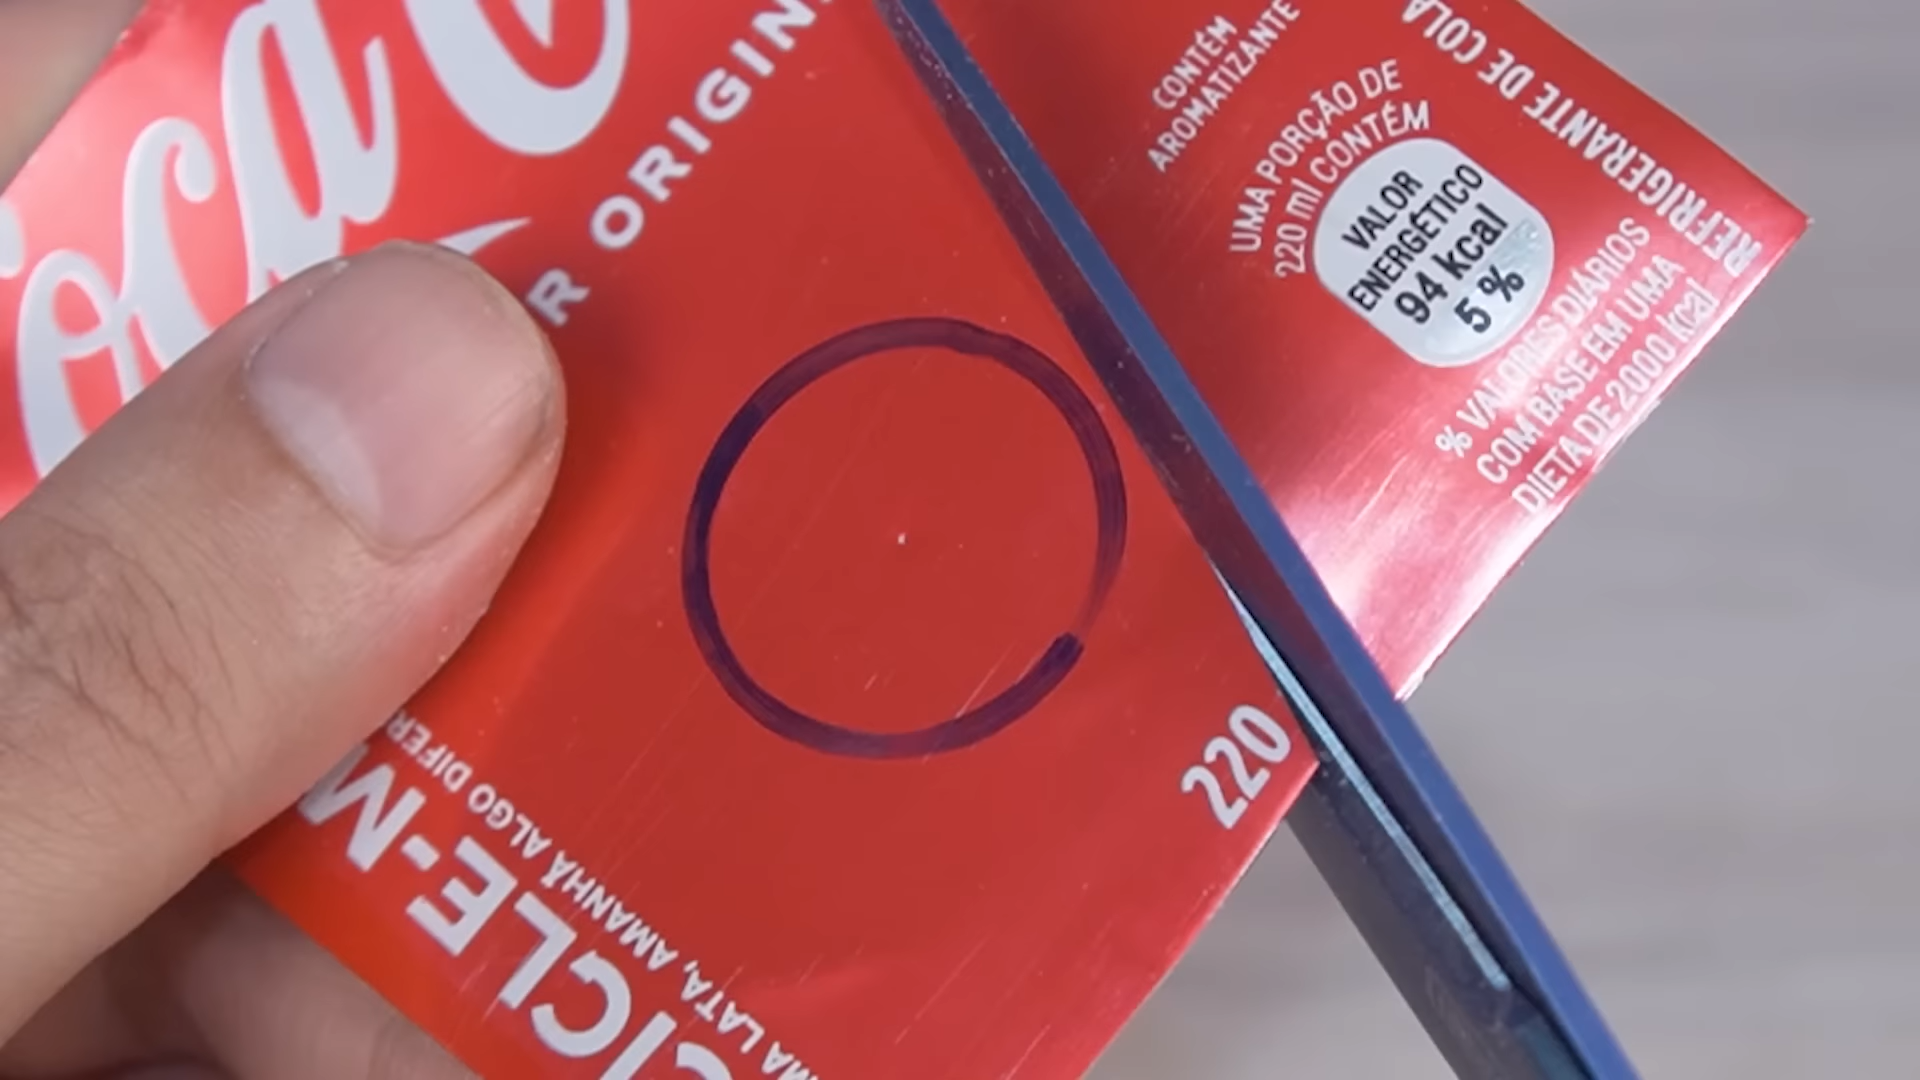 oca C
R ORIGIN
CONTÉM
AROMATIZANTE
UMA PORÇÃO DE
220 ml CONTÉM
VALOR
ENERGÉTICO
94 kcal
5%
% VALORES DIÁRIOS
COM BASE EM UMA
DIETA DE 2000 kcal
REFRIGERANTE DE COLA
220
CICLE-M
MA LATA, AMANHÃ ALGO DIFER